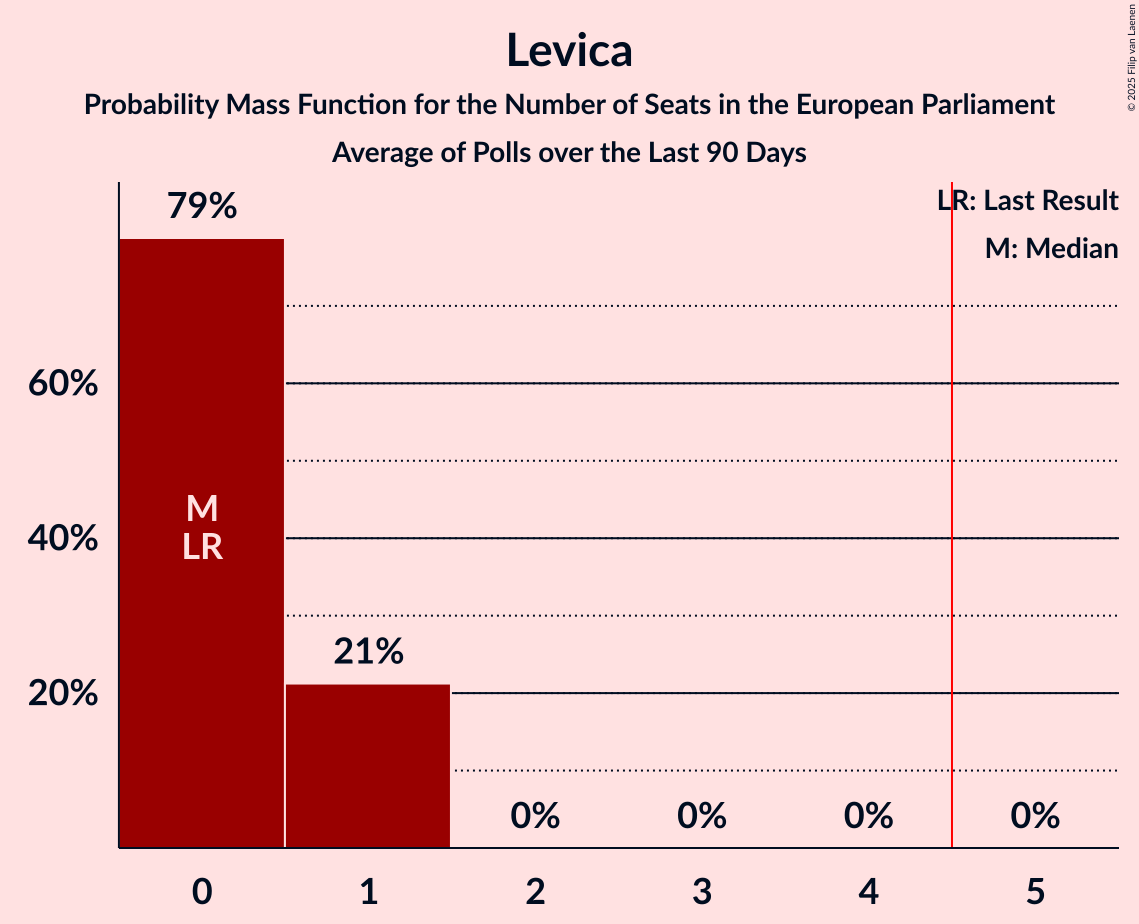 Levica
Probability Mass Function for the Number of Seats in the European Parliament
Average of Polls over the Last 90 Days
© 2025 Filip van Laenen
LR: Last Result
M: Median
79%
60%
M
40%
LR
21%
20%
0% 0% 0% 0%
0 1 2 3 4 5